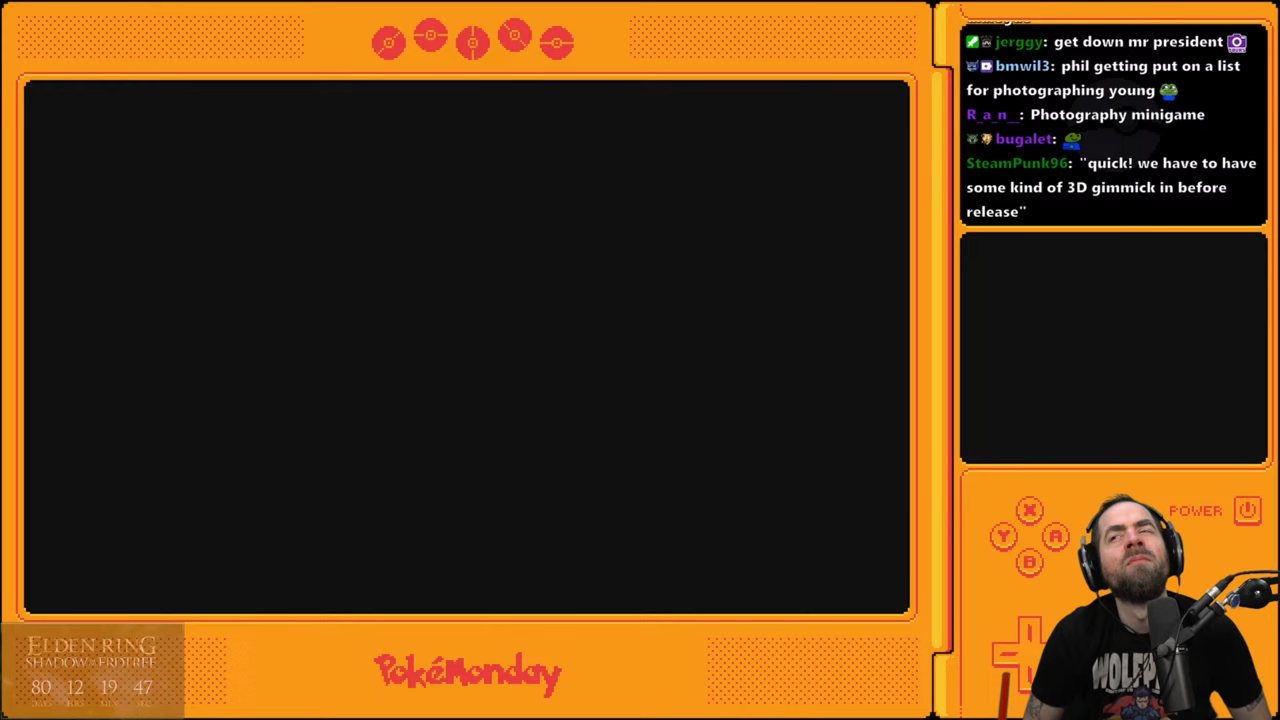 jerggy: get down mr president
bmwil3: phil getting put on a list
for photographing young
R_a_n__: Photography minigame
bugalet:
SteamPunk96: "quick! we have to have
some kind of 3D gimmick in before
release"
X
Y
A
B
POWER
WOLFP
ELDEN RING
SHADOW OF THE ERDTREE
80 12 19 47
PokéMonday